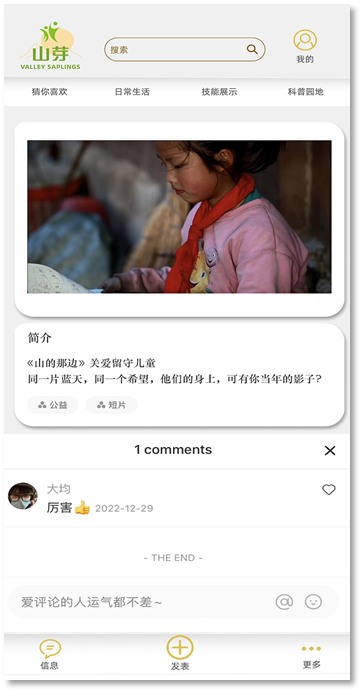 山芽
VALLEY SAPLINGS
搜索
我的
猜你喜欢 日常生活 技能展示 科普园地
简介
《山的那边》关爱留守儿童
同一片蓝天，同一个希望，他们的身上，可有你当年的影子？
公益 短片
1 comments
大均
厉害👍 2022-12-29
- THE END -
爱评论的人运气都不差～
信息 发表 更多